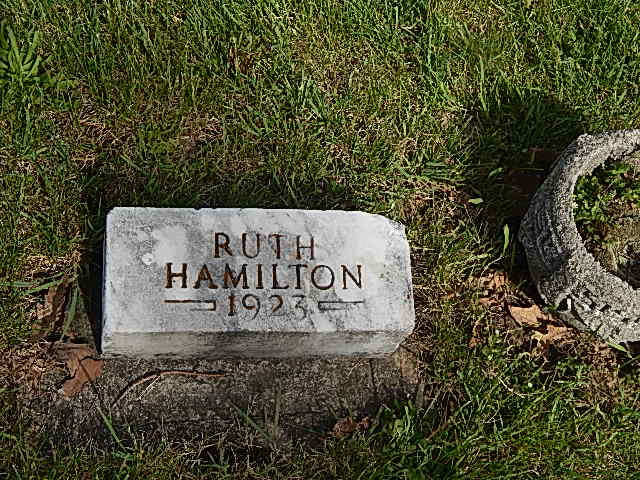 RUTH
HAMILTON
— 1923 —